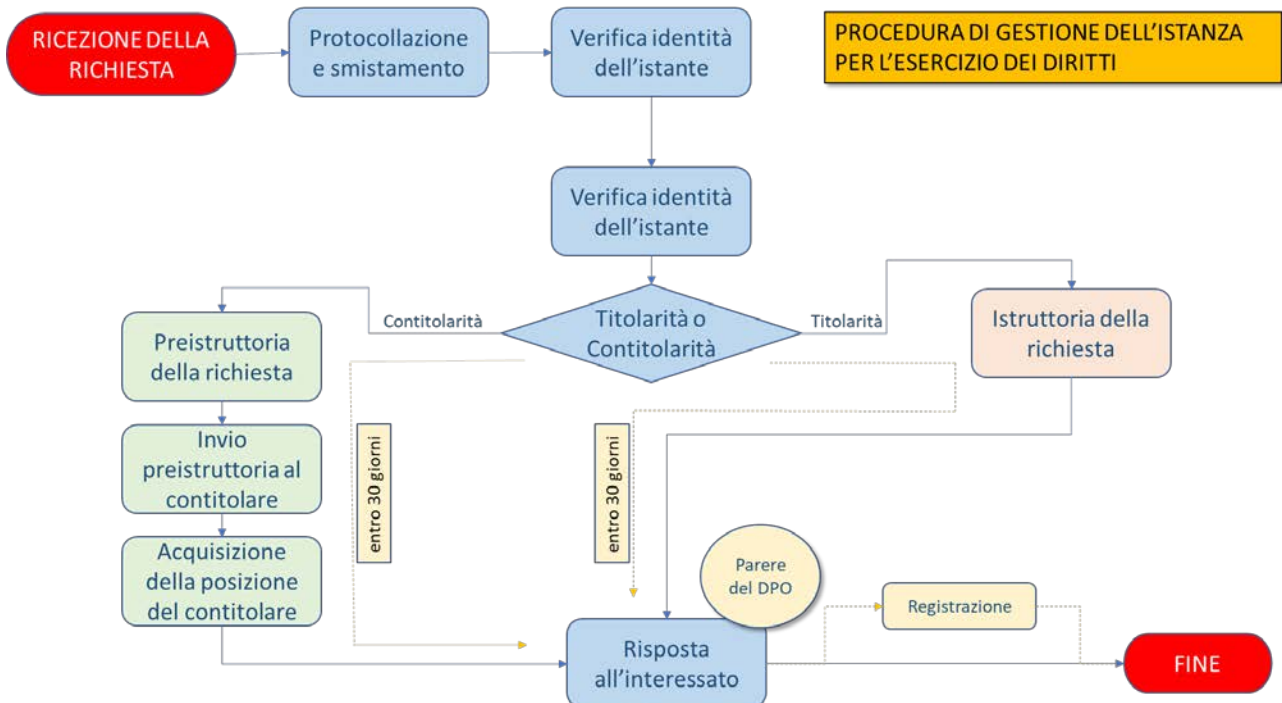 RICEZIONE DELLA
RICHIESTA
Protocollazione
e smistamento
Verifica identità
dell'istante
PROCEDURA DI GESTIONE DELL'ISTANZA
PER L'ESERCIZIO DEI DIRITTI
Verifica identità
dell'istante
Contitolarità
Titolarità o
Contitolarità
Titolarità
Istruttoria della
richiesta
Preistruttoria
della richiesta
Invio
preistruttoria al
contitolare
Acquisizione
della posizione
del contitolare
entro 30 giorni
entro 30 giorni
Parere
del DPO
Registrazione
Risposta
all'interessato
FINE